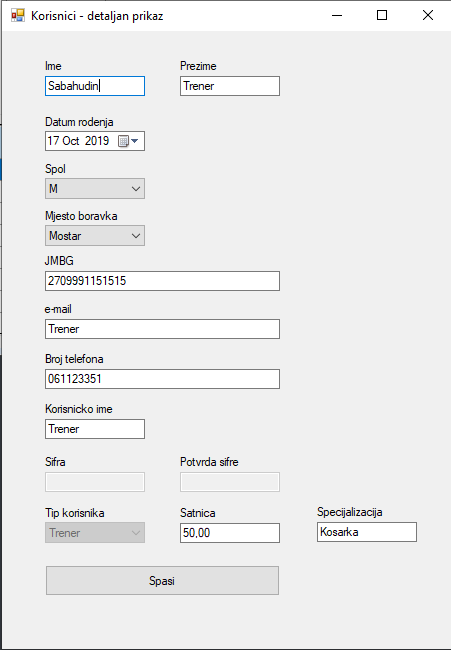 Korisnici - detaljan prikaz
Ime Prezime
Sabahudin Trener
Datum rodenja
17 Oct 2019
Spol
M
Mjesto boravka
Mostar
JMBG
2709991151515
e-mail
Trener
Broj telefona
061123351
Korisnicko ime
Trener
Sifra Potvrda sifre
Tip korisnika Satnica Specijalizacija
Trener 50,00 Kosarka
Spasi